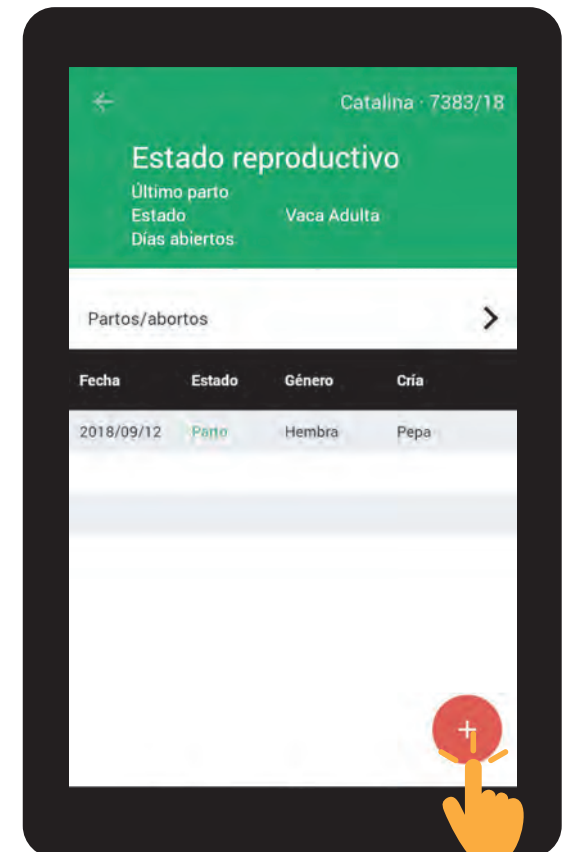 Catalina · 7383/18
Estado reproductivo
Último parto
Estado Vaca Adulta
Días abiertos
Partos/abortos
Fecha Estado Género Cría
2018/09/12 Parto Hembra Pepa
+